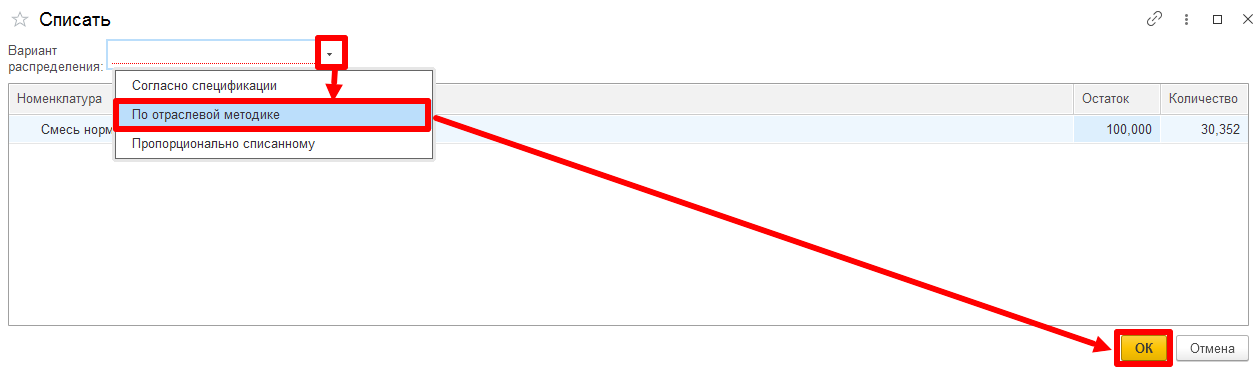 Списать
Вариант
распределения:
Согласно спецификации
По отраслевой методике
Пропорционально списанному
Номенклатура
Остаток
Количество
Смесь норм
100,000
30,352
ОК
Отмена